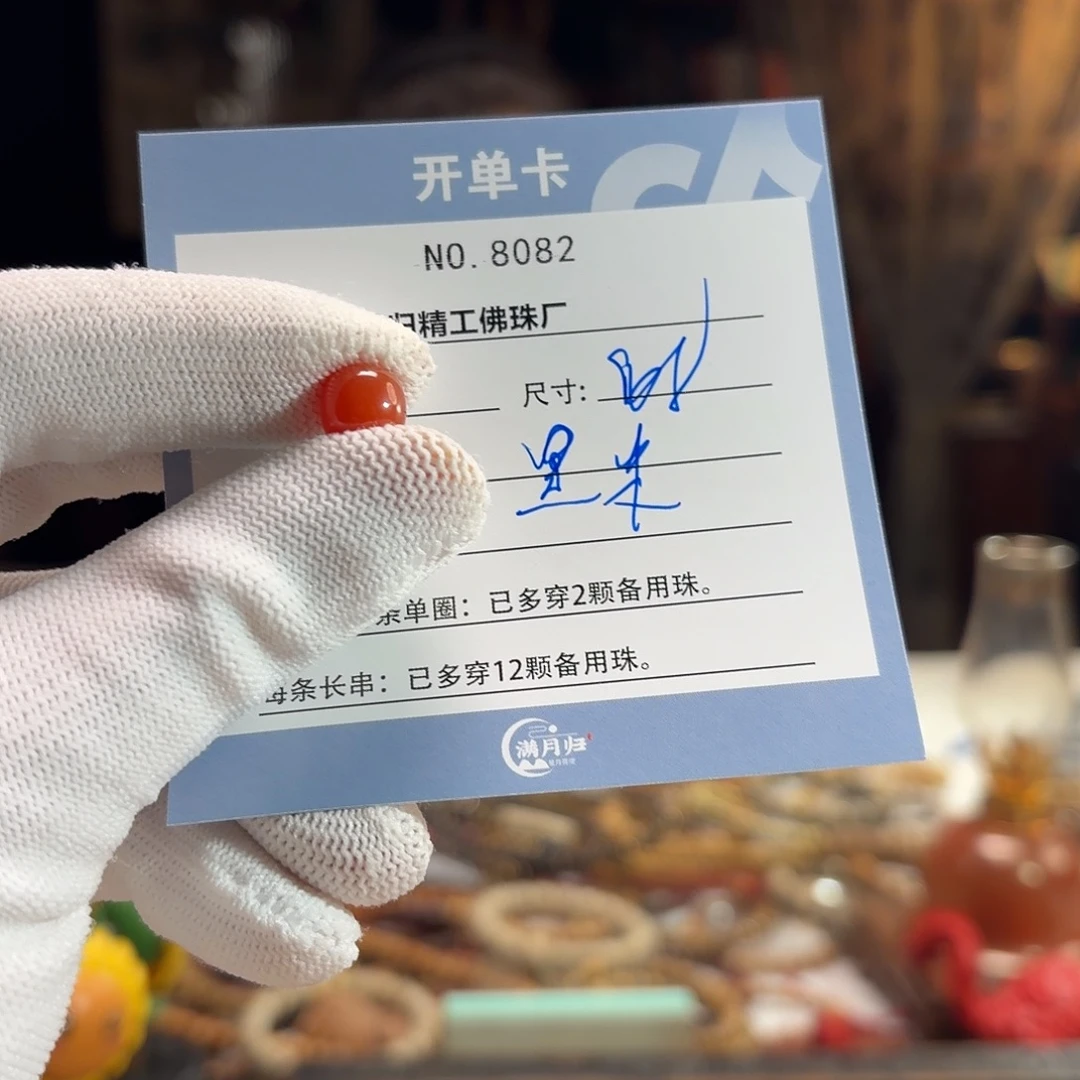 开单卡
NO. 8082
归精工佛珠厂
尺寸:
黑米
条单圈：已多穿2颗备用珠。
每条长串：已多穿12颗备用珠。
满月归